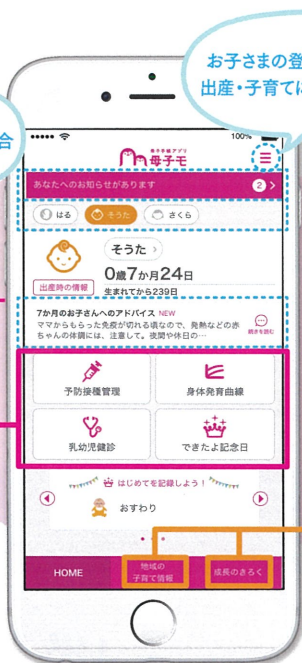 お子さまの登
出産・子育てに
合
100%
母子手帳アプリ
母子モ
あなたへのお知らせがあります 2
はる そうた さくら
そうた
0歳7か月24日
出産時の情報 生まれてから239日
7か月のお子さんへのアドバイス NEW
ママからもらった免疫が切れる頃なので、発熱などの赤
ちゃんの体調には、注意して。夜間や休日の…
続きを読む
予防接種管理 身体発育曲線
乳幼児健診 できたよ記念日
はじめてを記録しよう!
おすわり
HOME
地域の
子育て情報
成長のきろく